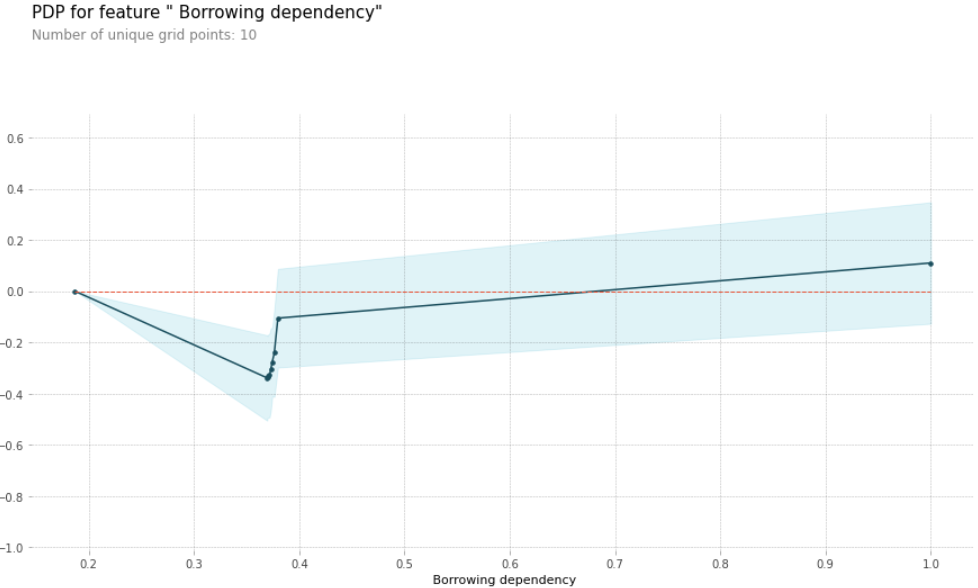 PDP for feature " Borrowing dependency"
Number of unique grid points: 10
0.6
0.4
0.2
0.0
−0.2
−0.4
−0.6
−0.8
−1.0
0.2 0.3 0.4 0.5 0.6 0.7 0.8 0.9 1.0
Borrowing dependency